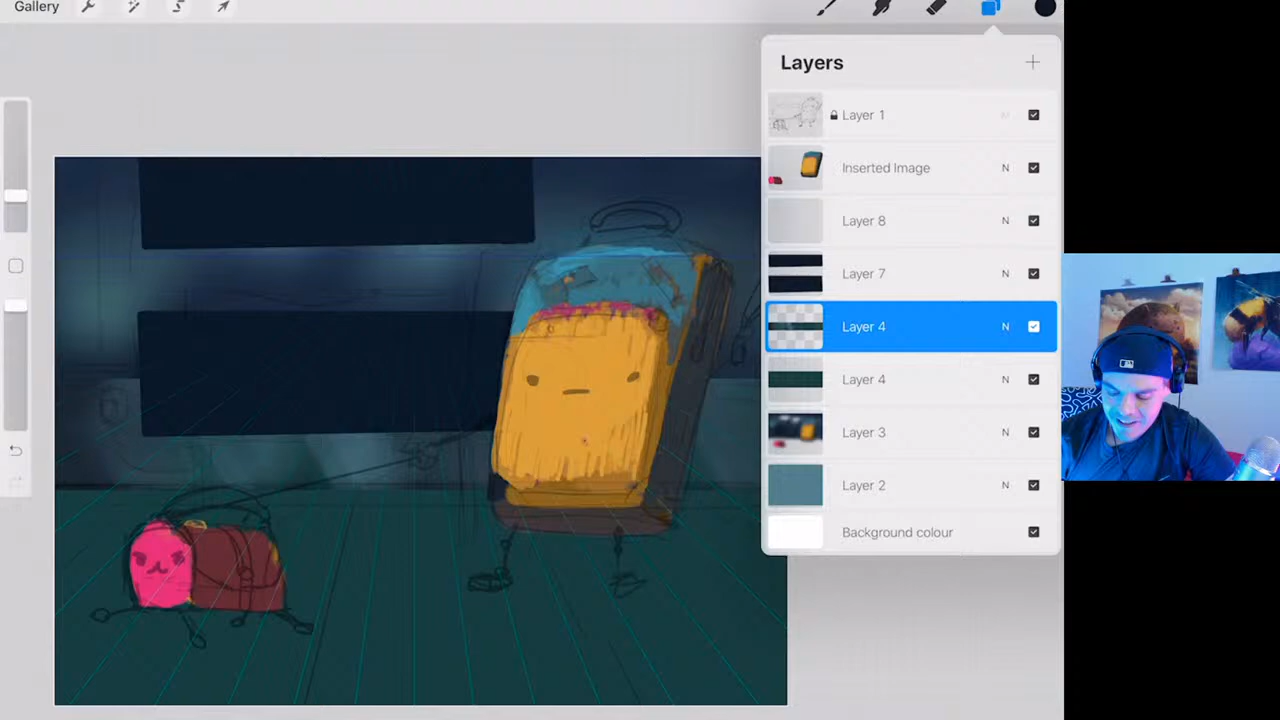 Gallery
Layers
Layer 1
Inserted Image N
Layer 8 N
Layer 7 N
Layer 4 N
Layer 4 N
Layer 3 N
Layer 2 N
Background colour